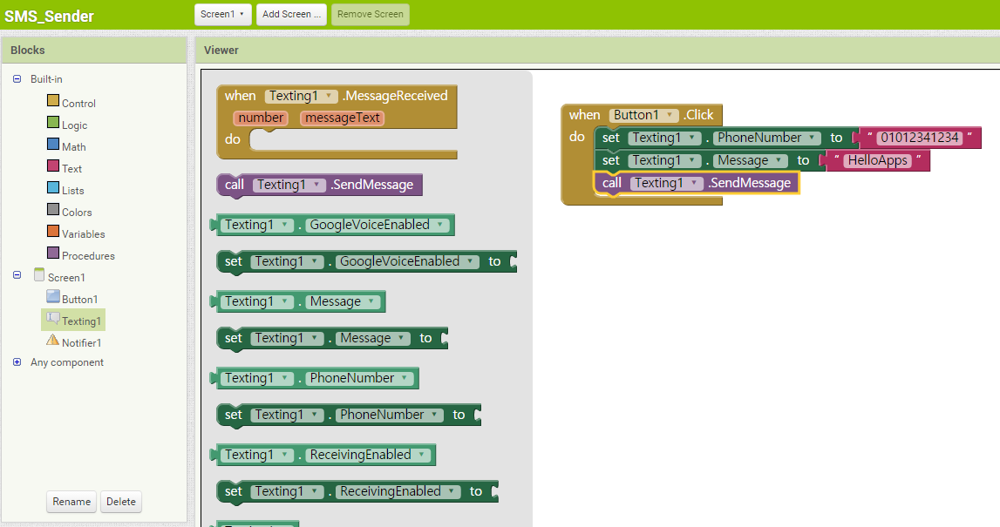 SMS_Sender
Screen1
Add Screen ...
Remove Screen
Blocks
Viewer
Built-in
Control
Logic
Math
Text
Lists
Colors
Variables
Procedures
Screen1
Button1
Texting1
Notifier1
Any component
Rename
Delete
when Texting1 .MessageReceived
number messageText
do
call Texting1 .SendMessage
Texting1 . GoogleVoiceEnabled
set Texting1 . GoogleVoiceEnabled to
Texting1 . Message
set Texting1 . Message to
Texting1 . PhoneNumber
set Texting1 . PhoneNumber to
Texting1 . ReceivingEnabled
set Texting1 . ReceivingEnabled to
when Button1 .Click
do set Texting1 . PhoneNumber to " 01012341234 "
set Texting1 . Message to " HelloApps "
call Texting1 .SendMessage